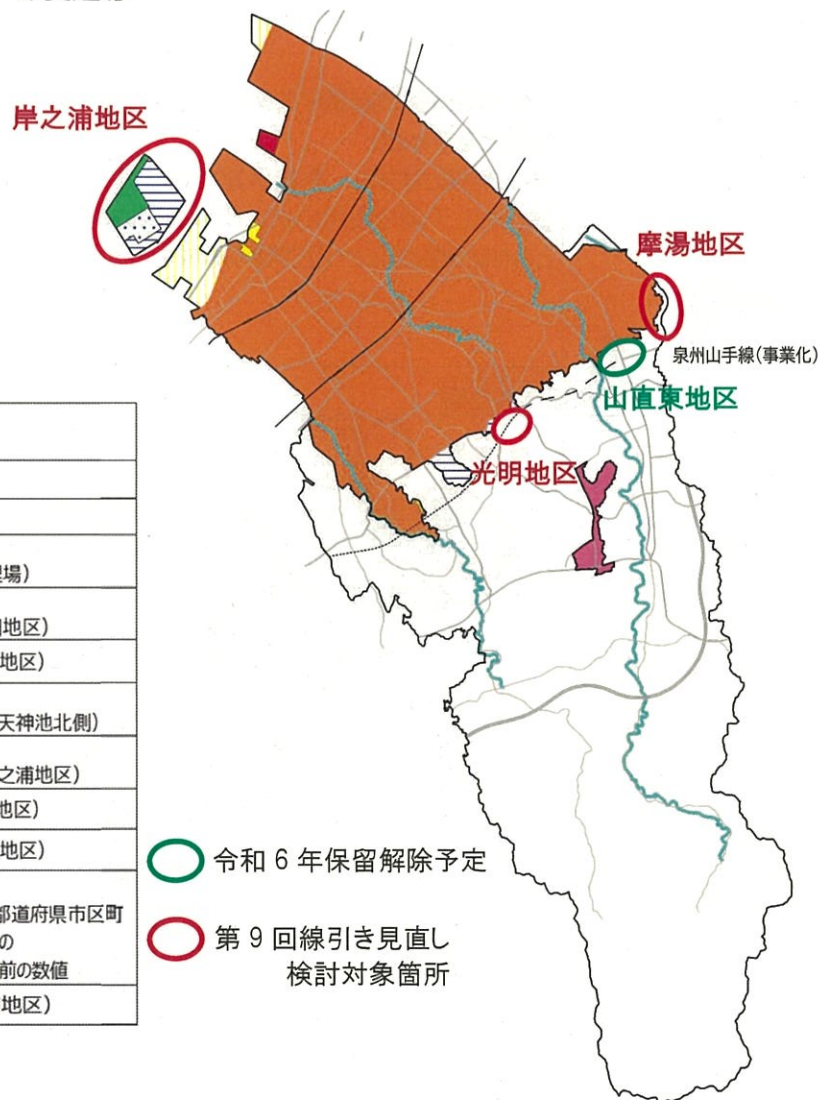 岸之浦地区
摩湯地区
泉州山手線(事業化)
山直東地区
光明地区
地区)
天神池北側)
之浦地区)
地区)
地区)
都道府県市区町
の
前の数値
地区)
令和6年保留解除予定
第9回線引き見直し
検討対象箇所